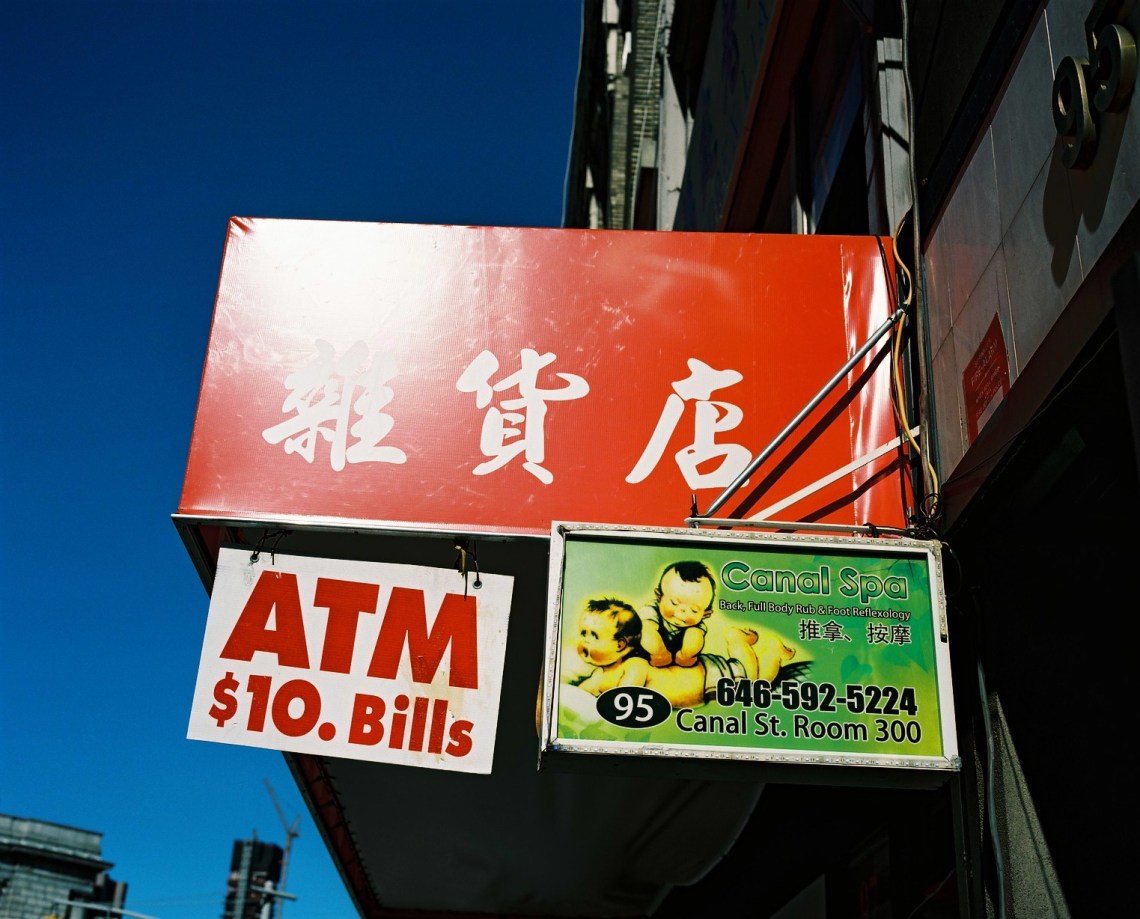 93
雜貨店
ATM
$10. Bills
Canal Spa
Back, Full Body Rub & Foot Reflexology
推拿、按摩
646-592-5224
95 Canal St. Room 300